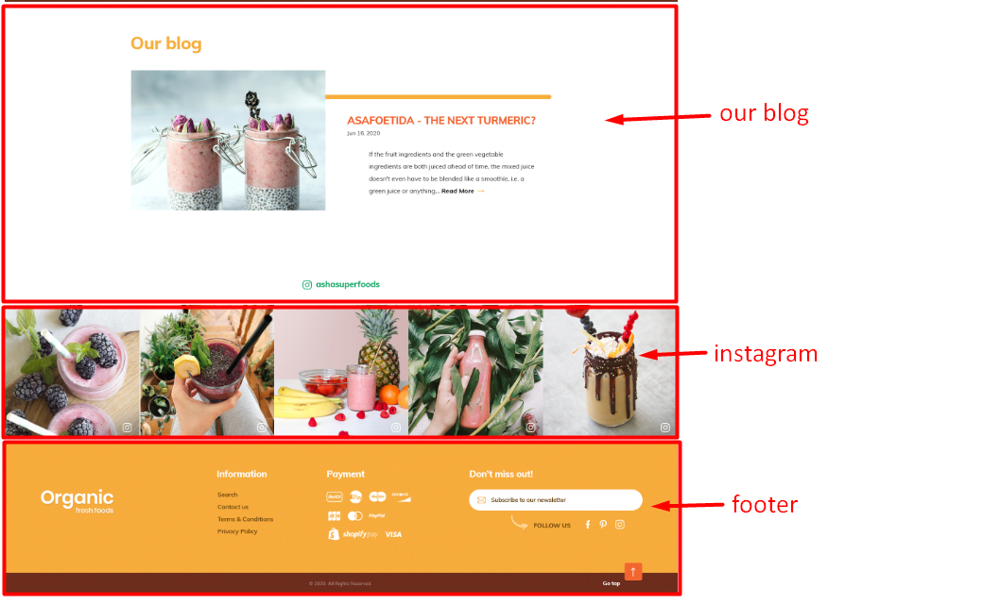 Our blog
ASAFOETIDA - THE NEXT TURMERIC?
Jun 16, 2020
If the fruit ingredients and the green vegetable
ingredients are both juiced ahead of time, the mixed juice
doesn't even have to be blended like a smoothie, i.e. a
green juice or anything... Read More →
our blog
ashasuperfoods
instagram
Organic
fresh foods
Information
Search
Contact us
Terms & Conditions
Privacy Policy
Payment
DISCOVER
JCB
PayPal
shopifypay
VISA
Don't miss out!
Subscribe to our newsletter
FOLLOW US
footer
© 2020. All Rights Reserved.
Go top